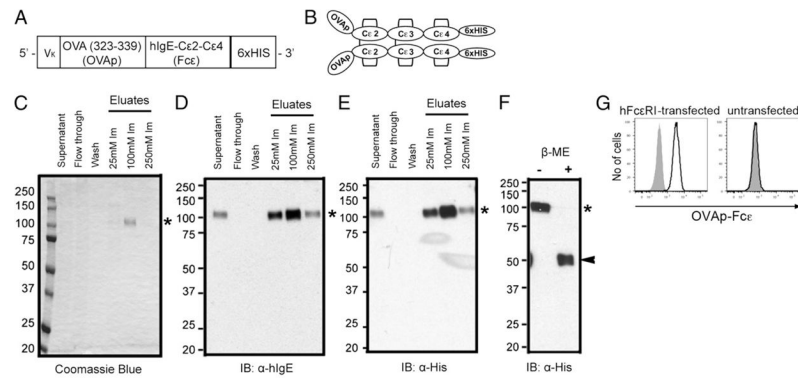 A
5' - Vκ OVA (323-339) (OVAp) hIgE-Cε2-Cε4 (Fcε) 6xHIS - 3'
B
OVAp Cε 2 Cε 3 Cε 4 6xHIS
OVAp Cε 2 Cε 3 Cε 4 6xHIS
C
Eluates
Supernatant
Flow through
Wash
25mM Im
100mM Im
250mM Im
250
150
100
75
50
37
25
20
*
Coomassie Blue
D
Eluates
Supernatant
Flow through
Wash
25mM Im
100mM Im
250mM Im
250
150
100
75
50
37
25
20
*
IB: α-hIgE
E
Eluates
Supernatant
Flow through
Wash
25mM Im
100mM Im
250mM Im
250
150
100
75
50
37
25
20
*
IB: α-His
F
β-ME
- +
250
150
100
75
50
37
25
20
*
IB: α-His
G
hFcεRI-transfected untransfected
No of cells
OVAp-Fcε